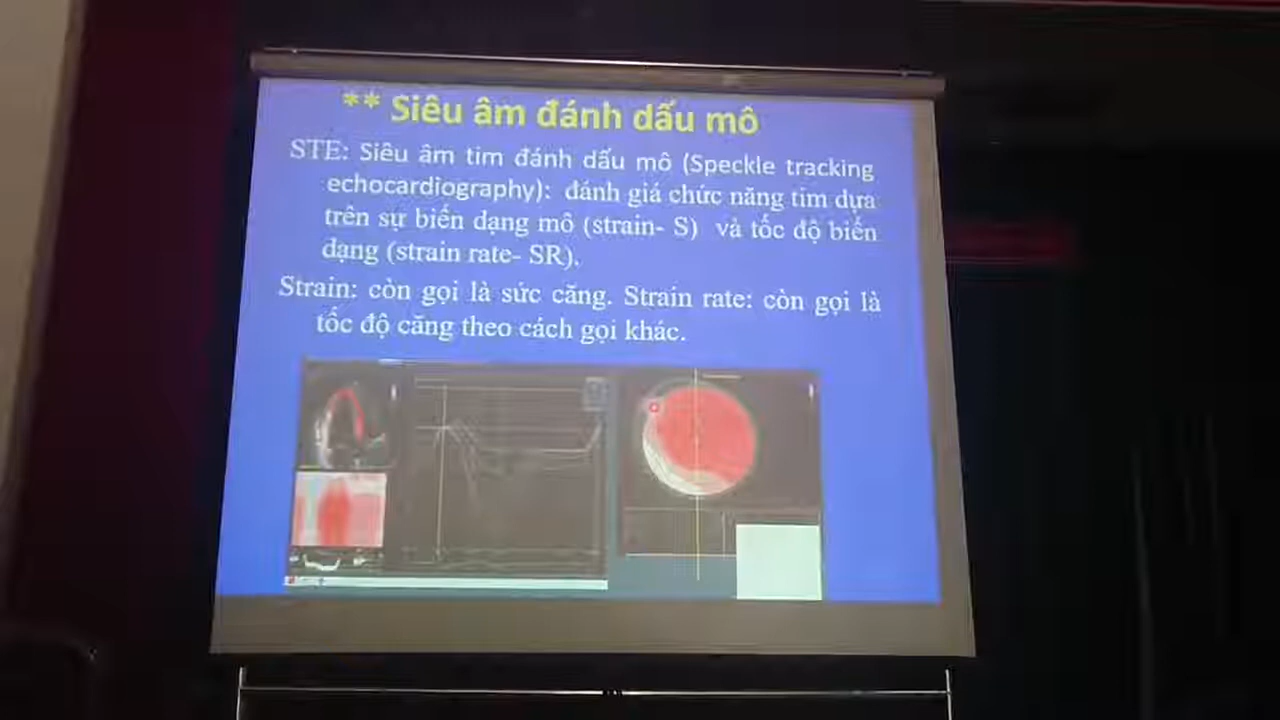 ** Siêu âm đánh dấu mô
STE: Siêu âm tim đánh dấu mô (Speckle tracking
echocardiography): đánh giá chức năng tim dựa
trên sự biến dạng mô (strain- S) và tốc độ biến
dạng (strain rate- SR).
Strain: còn gọi là sức căng. Strain rate: còn gọi là
tốc độ căng theo cách gọi khác.